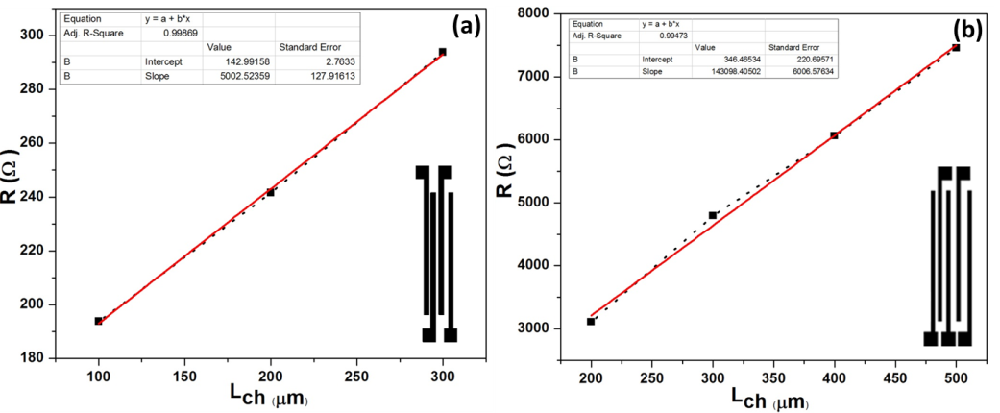 (a)
Equation y = a + b*x
Adj. R-Square 0.99869
Value Standard Error
B Intercept 142.99158 2.7633
B Slope 5002.52359 127.91613
300
280
260
240
220
200
180
R (Ω)
100 150 200 250 300
Lch (μm)
(b)
Equation y = a + b*x
Adj. R-Square 0.99473
Value Standard Error
B Intercept 346.46534 220.69571
B Slope 143098.40502 6006.57634
8000
7000
6000
5000
4000
3000
R (Ω)
200 250 300 350 400 450 500
Lch (μm)